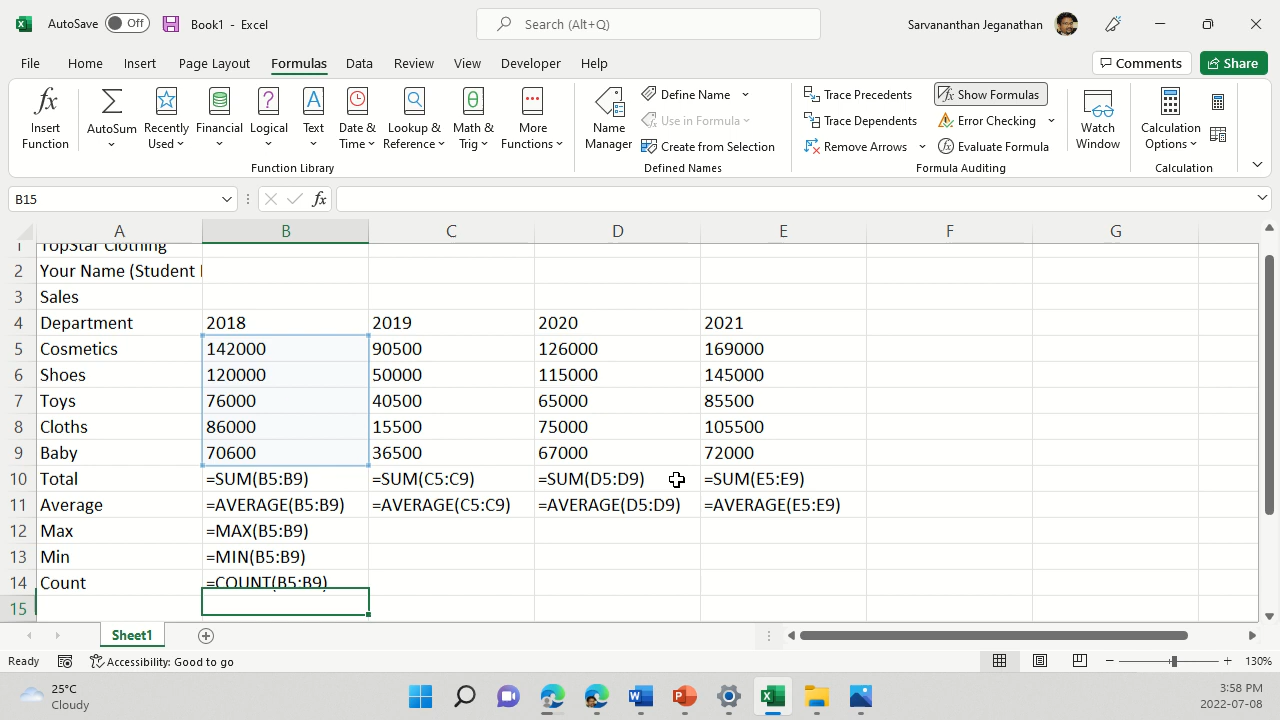 AutoSave Off Book1 - Excel Search (Alt+Q) Sarvananthan Jeganathan
File Home Insert Page Layout Formulas Data Review View Developer Help Comments Share
Insert Function
AutoSum
Recently Used
Financial
Logical
Text
Date & Time
Lookup & Reference
Math & Trig
More Functions
Function Library
Name Manager
Define Name
Use in Formula
Create from Selection
Defined Names
Trace Precedents
Trace Dependents
Remove Arrows
Show Formulas
Error Checking
Evaluate Formula
Formula Auditing
Watch Window
Calculation Options
Calculation
B15 fx
A B C D E F G
1 TopStar Clothing
2 Your Name (Student
3 Sales
4 Department 2018 2019 2020 2021
5 Cosmetics 142000 90500 126000 169000
6 Shoes 120000 50000 115000 145000
7 Toys 76000 40500 65000 85500
8 Cloths 86000 15500 75000 105500
9 Baby 70600 36500 67000 72000
10 Total =SUM(B5:B9) =SUM(C5:C9) =SUM(D5:D9) =SUM(E5:E9)
11 Average =AVERAGE(B5:B9) =AVERAGE(C5:C9) =AVERAGE(D5:D9) =AVERAGE(E5:E9)
12 Max =MAX(B5:B9)
13 Min =MIN(B5:B9)
14 Count =COUNT(B5:B9)
15
Sheet1
Ready Accessibility: Good to go 130%
25°C
Cloudy
3:58 PM
2022-07-08